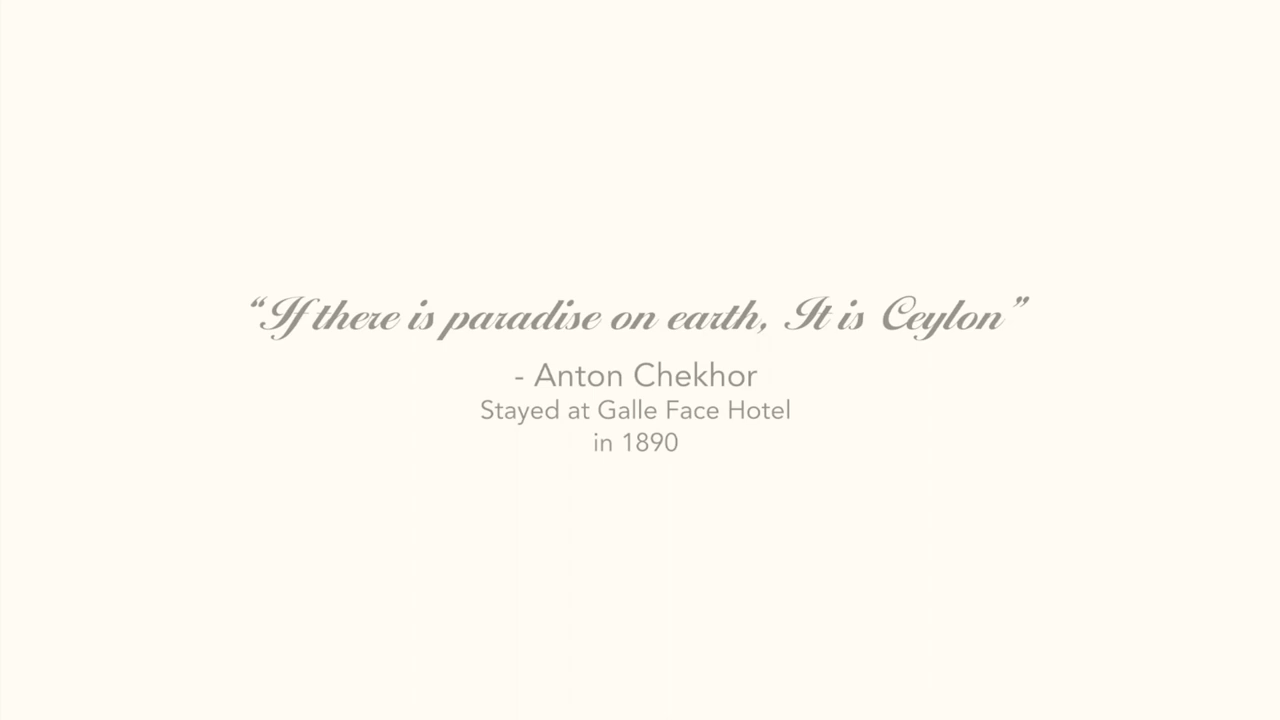 “If there is paradise on earth, It is Ceylon”
- Anton Chekhor
Stayed at Galle Face Hotel
in 1890